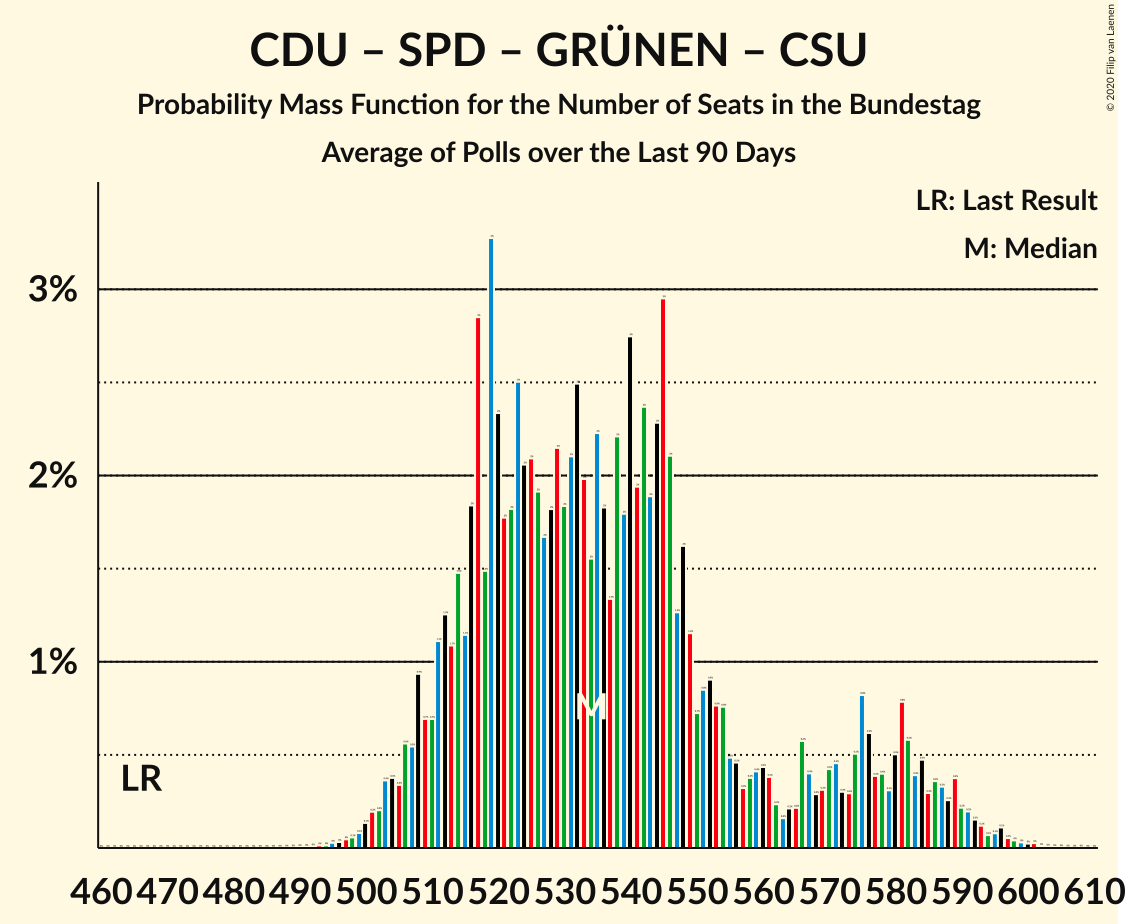 CDU – SPD – GRÜNEN – CSU
Probability Mass Function for the Number of Seats in the Bundestag
Average of Polls over the Last 90 Days
© 2020 Filip van Laenen
LR: Last Result
M: Median
3%
2%
1%
M
LR
460 470 480 490 500 510 520 530 540 550 560 570 580 590 600 610